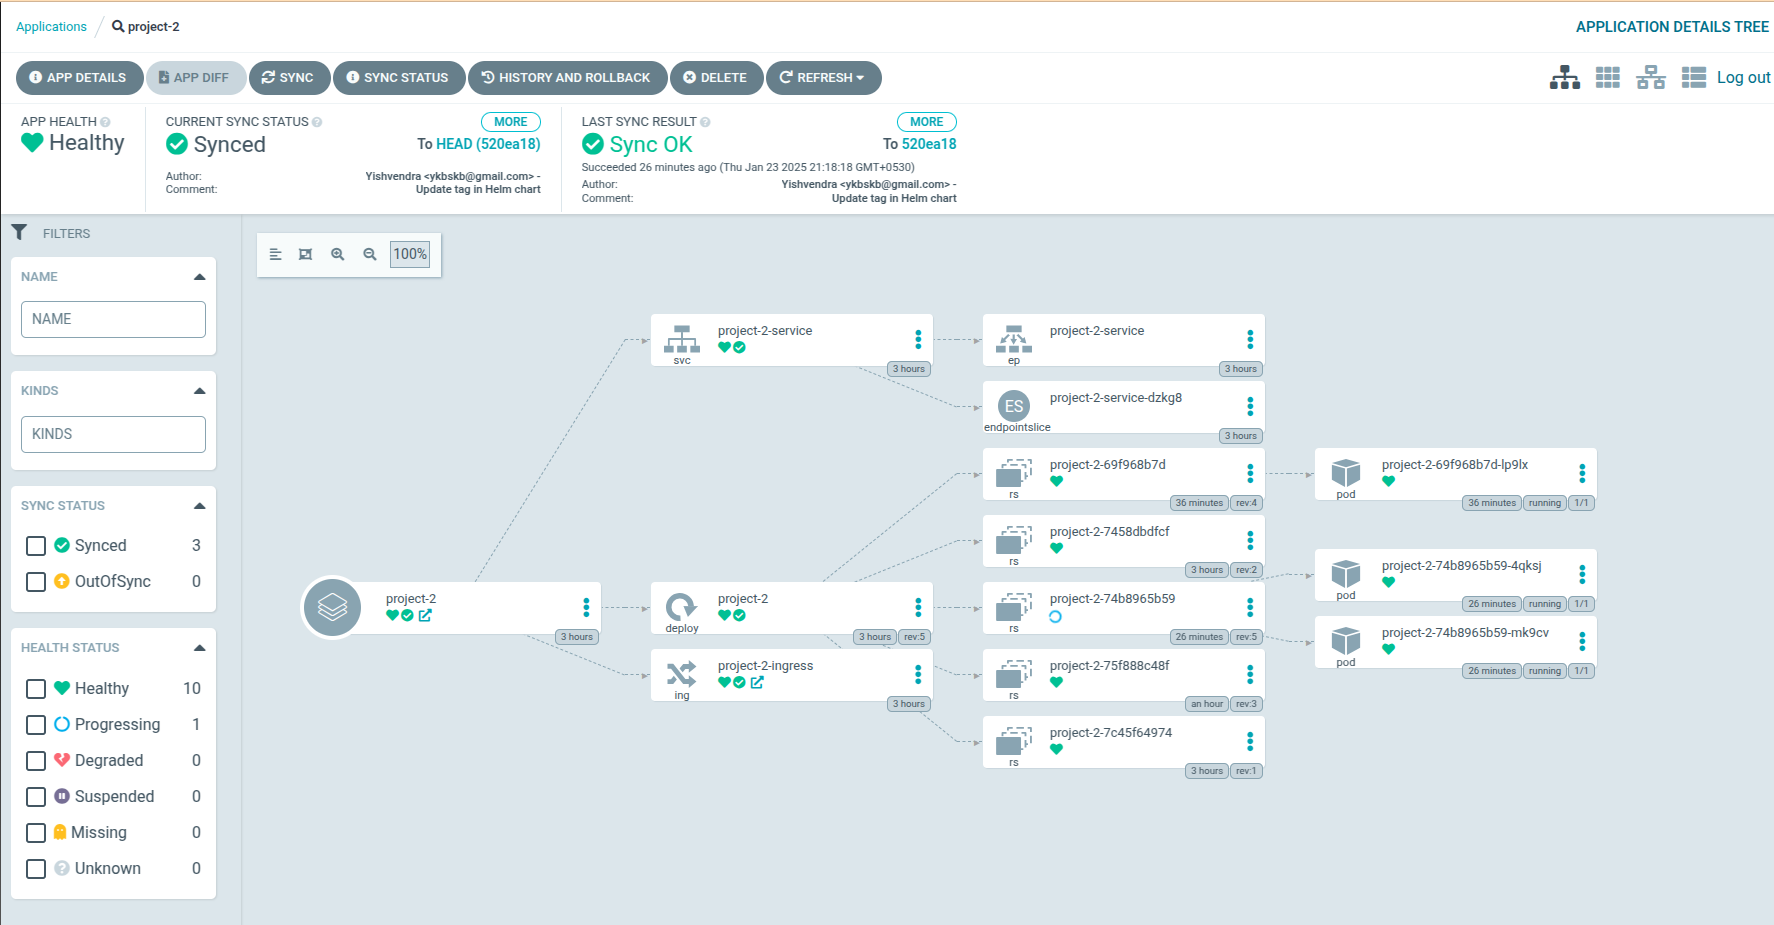 Applications / project-2
APPLICATION DETAILS TREE
APP DETAILS APP DIFF SYNC SYNC STATUS HISTORY AND ROLLBACK DELETE REFRESH
Log out
APP HEALTH ?
Healthy
CURRENT SYNC STATUS ? MORE
Synced To HEAD (520ea18)
Author: Yishvendra <ykbskb@gmail.com> -
Comment: Update tag in Helm chart
LAST SYNC RESULT ? MORE
Sync OK To 520ea18
Succeeded 26 minutes ago (Thu Jan 23 2025 21:18:18 GMT+0530)
Author: Yishvendra <ykbskb@gmail.com> -
Comment: Update tag in Helm chart
FILTERS
NAME
NAME
KINDS
KINDS
SYNC STATUS
Synced 3
OutOfSync 0
HEALTH STATUS
Healthy 10
Progressing 1
Degraded 0
Suspended 0
Missing 0
? Unknown 0
100%
project-2
3 hours
project-2-service
svc
3 hours
project-2
deploy
3 hours rev:5
project-2-ingress
ing
3 hours
project-2-service
ep
3 hours
ES
project-2-service-dzkg8
endpointslice
3 hours
project-2-69f968b7d
rs
36 minutes rev:4
project-2-7458dbdfcf
rs
3 hours rev:2
project-2-74b8965b59
rs
26 minutes rev:5
project-2-75f888c48f
rs
an hour rev:3
project-2-7c45f64974
rs
3 hours rev:1
project-2-69f968b7d-lp9lx
pod
36 minutes running 1/1
project-2-74b8965b59-4qksj
pod
26 minutes running 1/1
project-2-74b8965b59-mk9cv
pod
26 minutes running 1/1